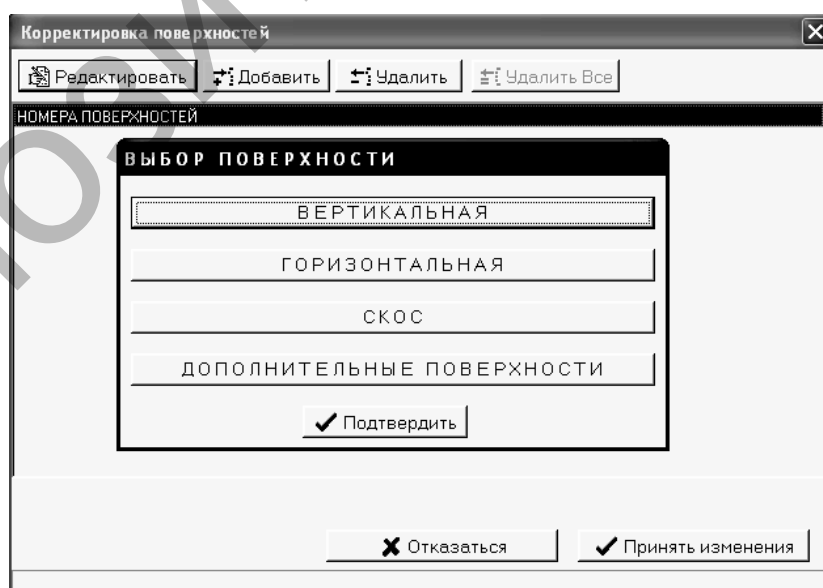 Корректировка поверхностей
Редактировать Добавить Удалить Удалить Все
НОМЕРА ПОВЕРХНОСТЕЙ
ВЫБОР ПОВЕРХНОСТИ
ВЕРТИКАЛЬНАЯ
ГОРИЗОНТАЛЬНАЯ
СКОС
ДОПОЛНИТЕЛЬНЫЕ ПОВЕРХНОСТИ
Подтвердить
Отказаться Принять изменения